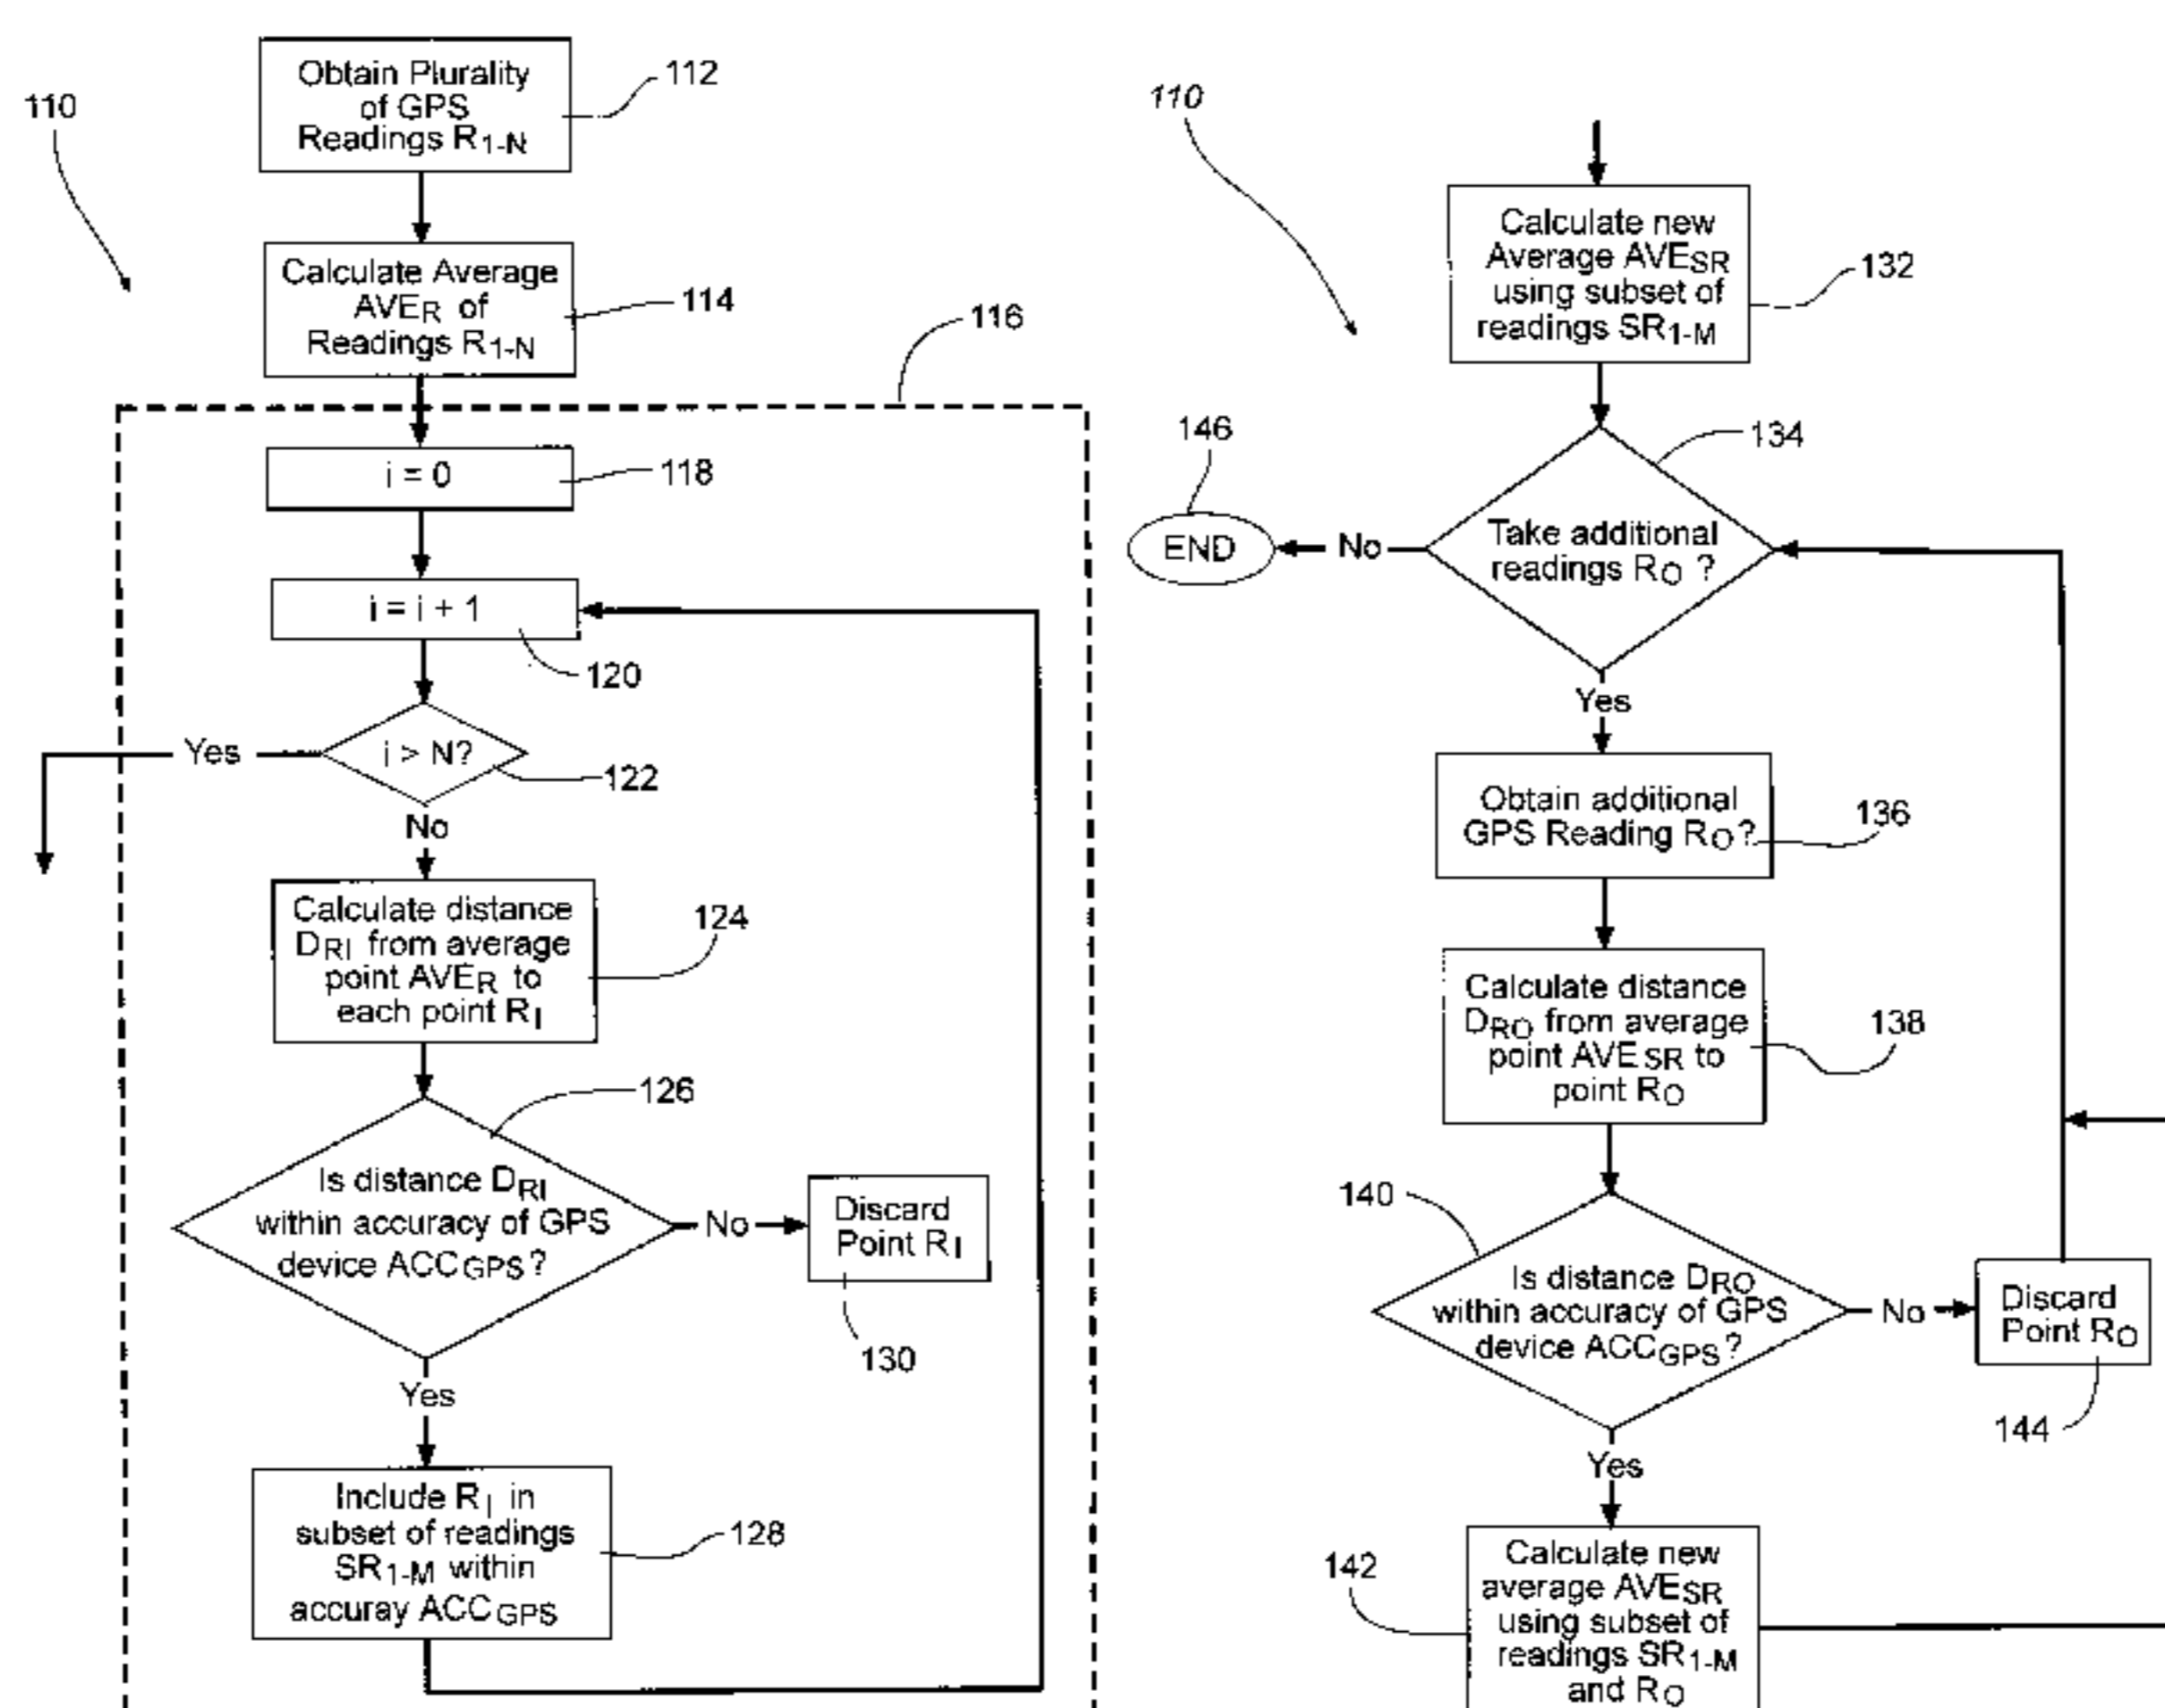 110
Obtain Plurality
of GPS
Readings R1-N
112
Calculate Average
AVER of
Readings R1-N
114
116
i = 0
118
i = i + 1
120
i > N?
122
Yes
No
Calculate distance
DRI from average
point AVER to
each point RI
124
126
Is distance DRI
within accuracy of GPS
device ACCGPS?
No
Discard
Point RI
130
Yes
Include RI in
subset of readings
SR1-M within
accuray ACCGPS
128
110
Calculate new
Average AVESR
using subset of
readings SR1-M
132
134
146
END
No
Take additional
readings RO ?
Yes
Obtain additional
GPS Reading RO?
136
Calculate distance
DRO from average
point AVESR to
point RO
138
140
Is distance DRO
within accuracy of GPS
device ACCGPS?
No
Discard
Point RO
144
Yes
142
Calculate new
average AVESR
using subset of
readings SR1-M
and RO